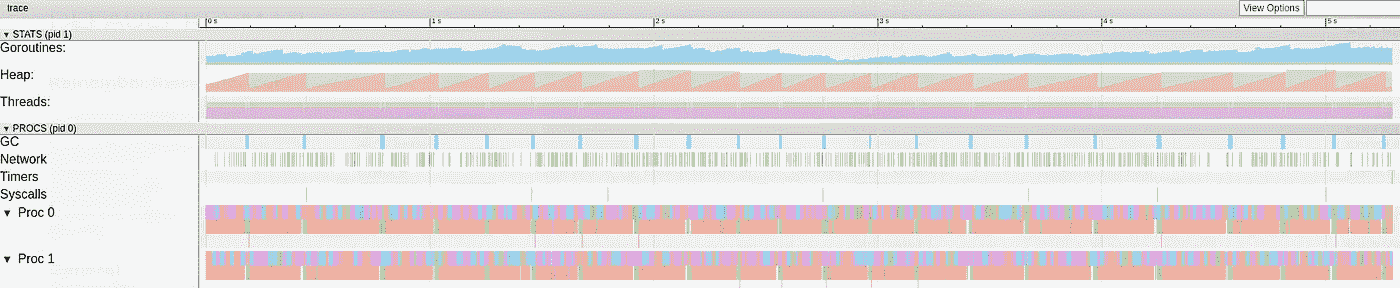 trace
View Options
0 s
1 s
2 s
3 s
4 s
5 s
▼ STATS (pid 1)
Goroutines:
Heap:
Threads:
▼ PROCS (pid 0)
GC
Network
Timers
Syscalls
▼ Proc 0
▼ Proc 1